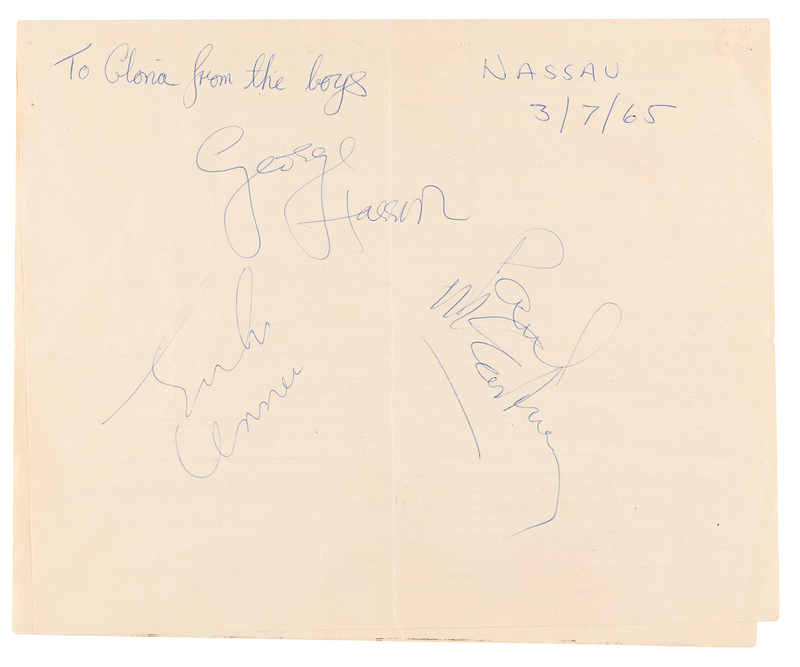 To Gloria from the boys
NASSAU
3/7/65
George
Harrison
Paul
McCartney
John
Lennon